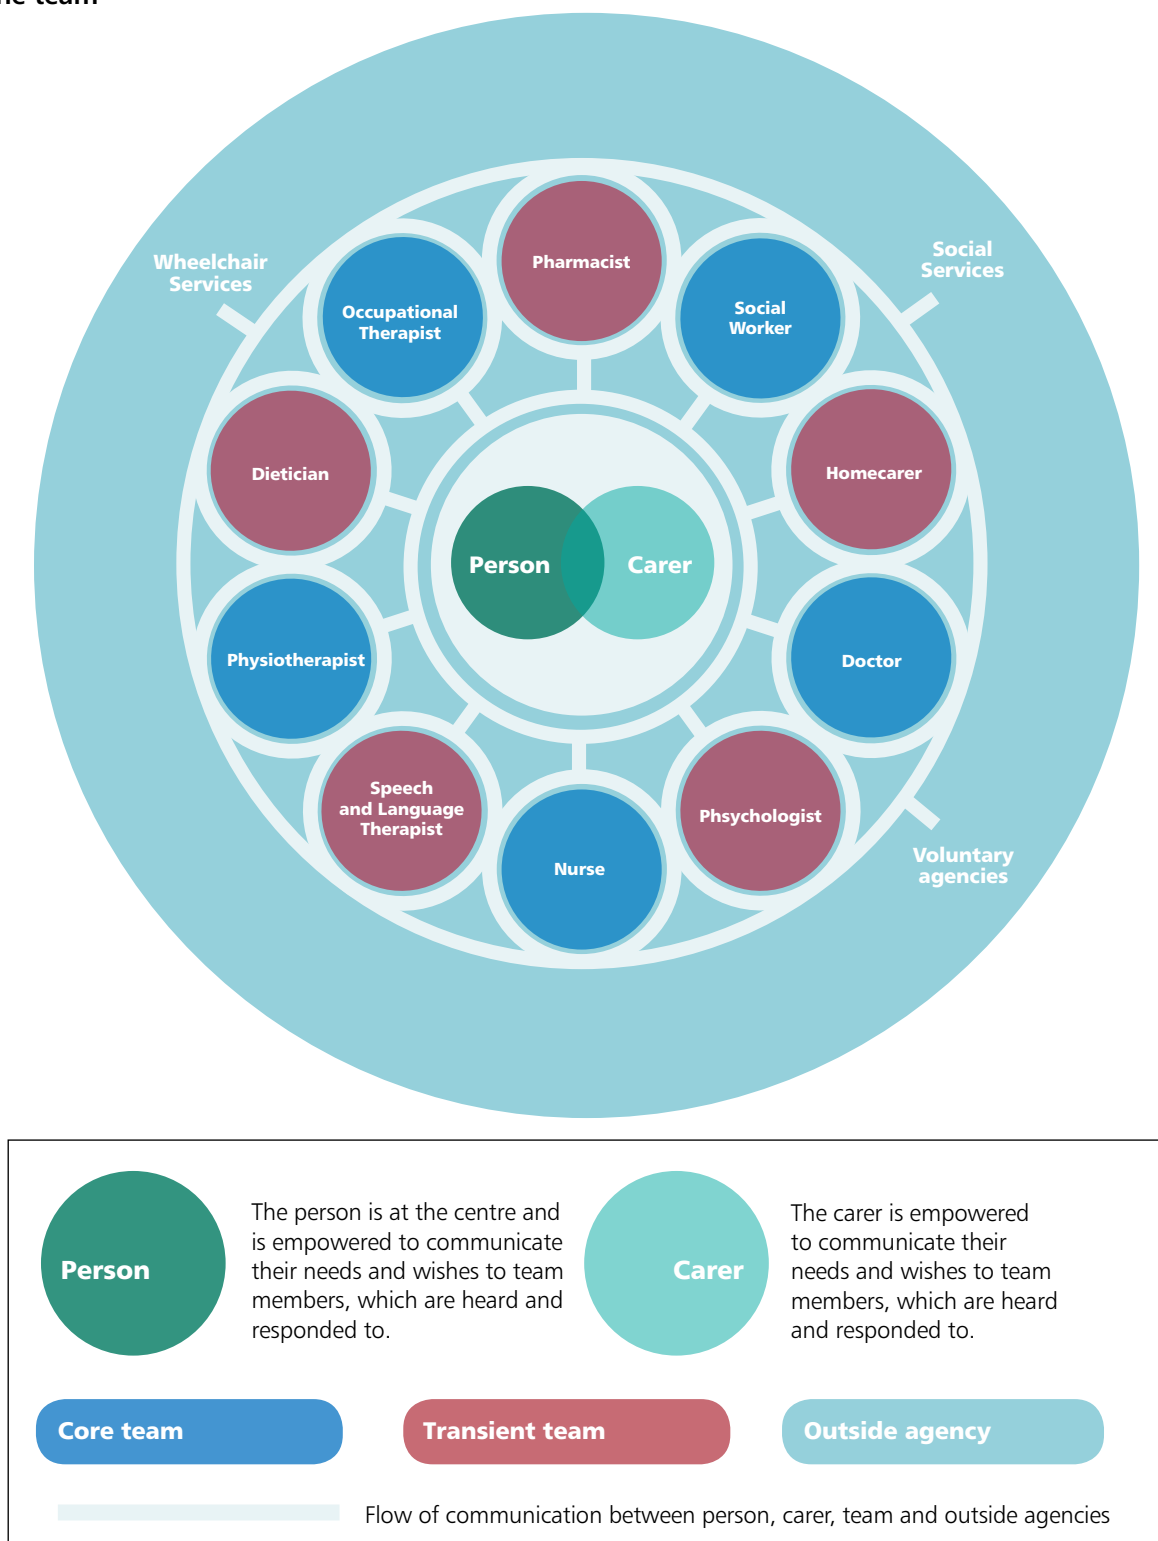 Pharmacist
Wheelchair
Services
Social
Services
Occupational
Therapist
Social
Worker
Dietician
Homecarer
Person
Carer
Physiotherapist
Doctor
Speech
and Language
Therapist
Phsychologist
Nurse
Voluntary
agencies
Person
The person is at the centre and
is empowered to communicate
their needs and wishes to team
members, which are heard and
responded to.
Carer
The carer is empowered
to communicate their
needs and wishes to team
members, which are heard
and responded to.
Core team
Transient team
Outside agency
Flow of communication between person, carer, team and outside agencies